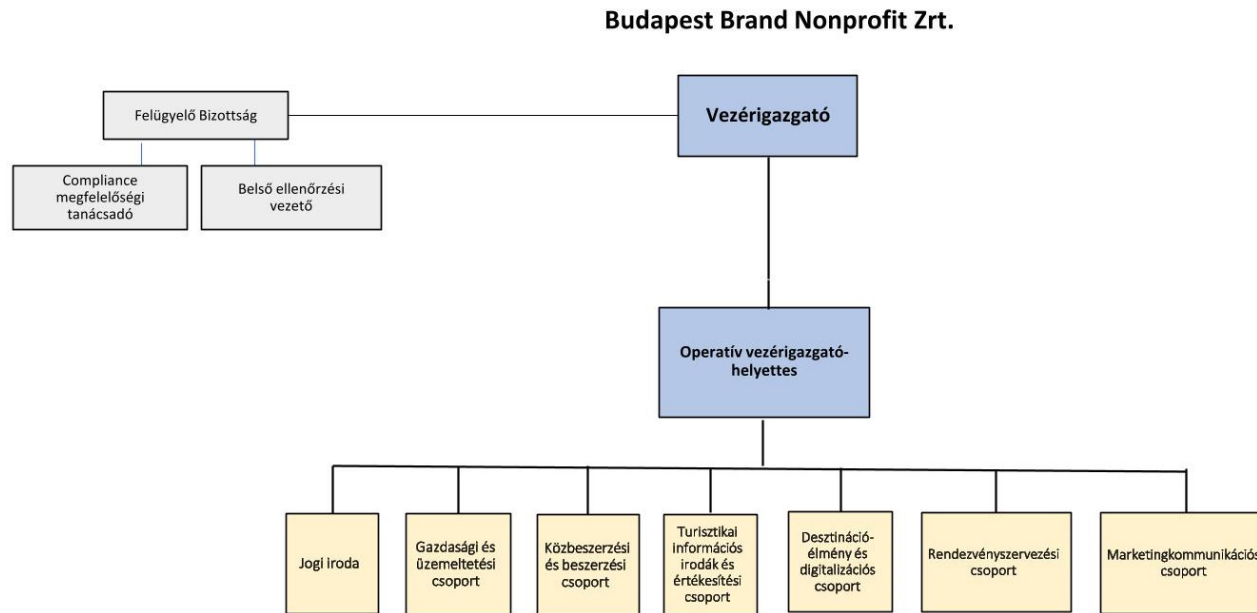 Budapest Brand Nonprofit Zrt.
Felügyelő Bizottság
Vezérigazgató
Compliance
megfelelőségi
tanácsadó
Belső ellenőrzési
vezető
Operatív vezérigazgató-
helyettes
Jogi iroda
Gazdasági és
üzemeltetési
csoport
Közbeszerzési
és beszerzési
csoport
Turisztikai
információs
irodák és
értékesítési
csoport
Desztináció-
élmény és
digitalizációs
csoport
Rendezvényszervezési
csoport
Marketingkommunikációs
csoport